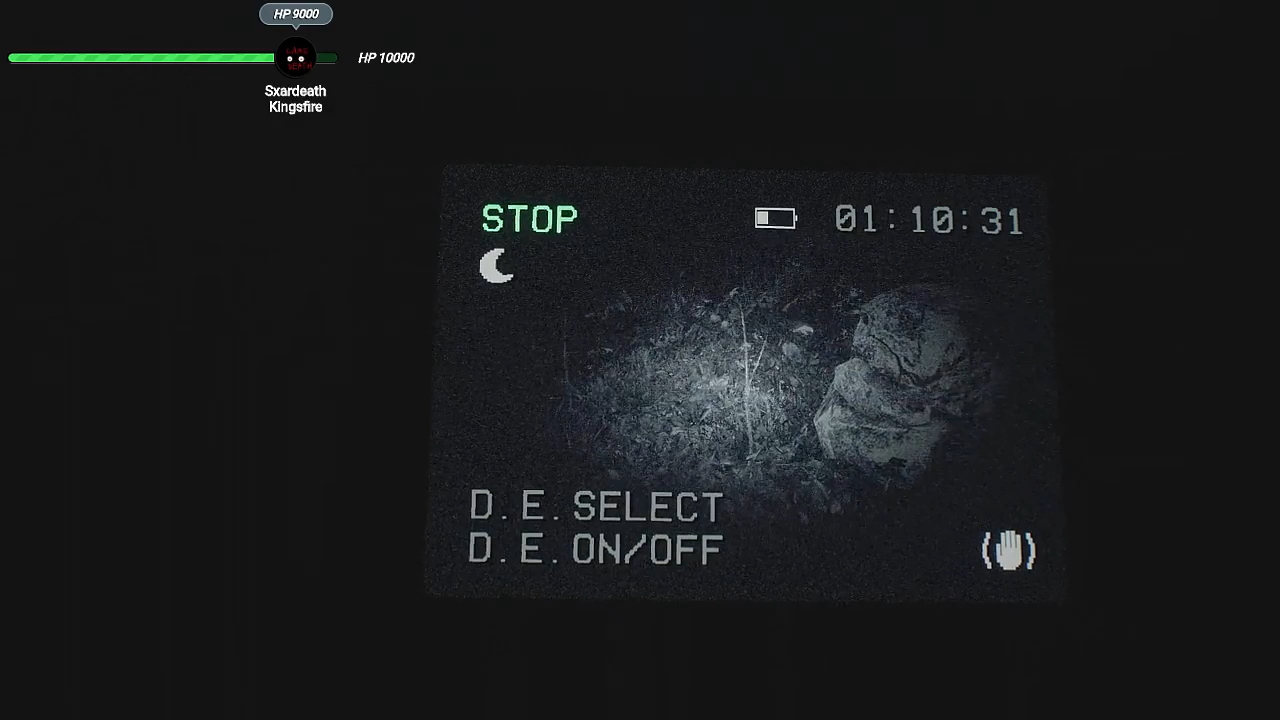 HP 9000
HP 10000
Sxardeath
Kingsfire
STOP
01:10:31
D.E.SELECT
D.E.ON/OFF